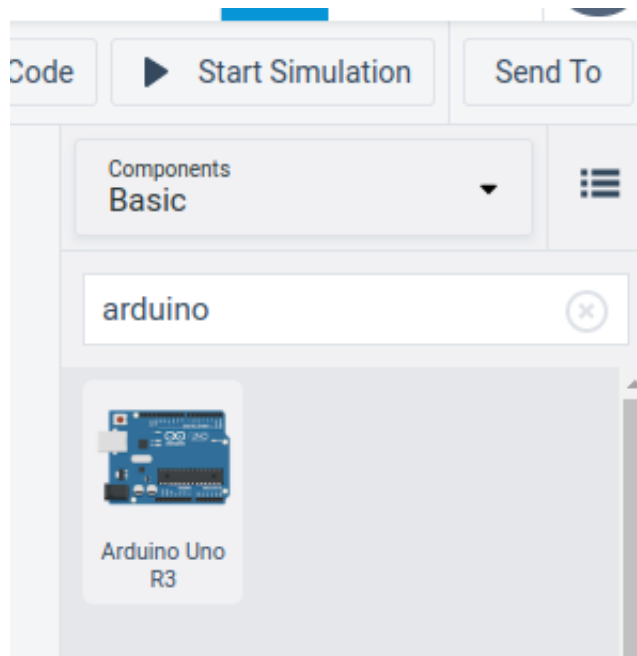 Code
Start Simulation
Send To
Components
Basic
arduino
Arduino Uno
R3